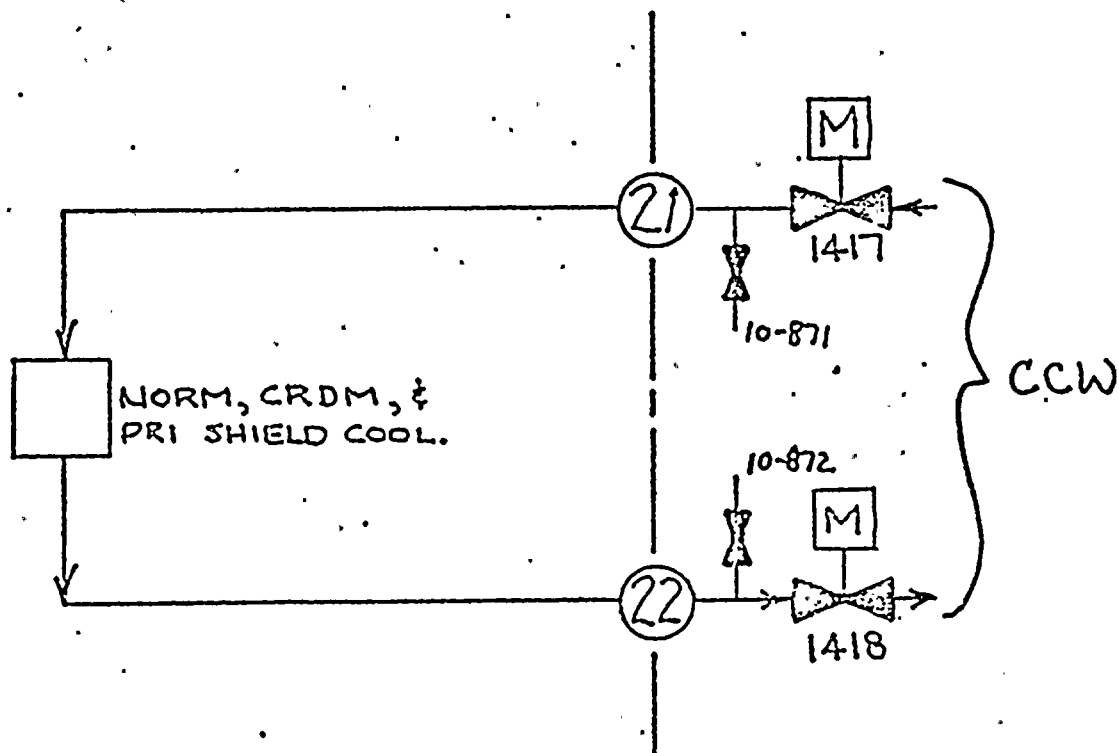 M
21
1417
10-871
CCW
NORM, CRDM, &
PRI SHIELD COOL.
10-872
M
22
1418